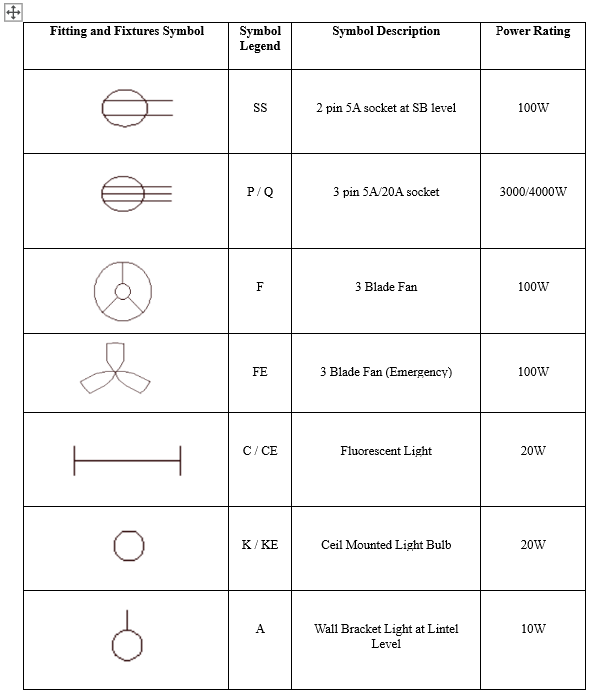 Fitting and Fixtures Symbol
Symbol
Legend
Symbol Description
Power Rating
SS
2 pin 5A socket at SB level
100W
P / Q
3 pin 5A/20A socket
3000/4000W
F
3 Blade Fan
100W
FE
3 Blade Fan (Emergency)
100W
C / CE
Fluorescent Light
20W
K / KE
Ceil Mounted Light Bulb
20W
A
Wall Bracket Light at Lintel
Level
10W